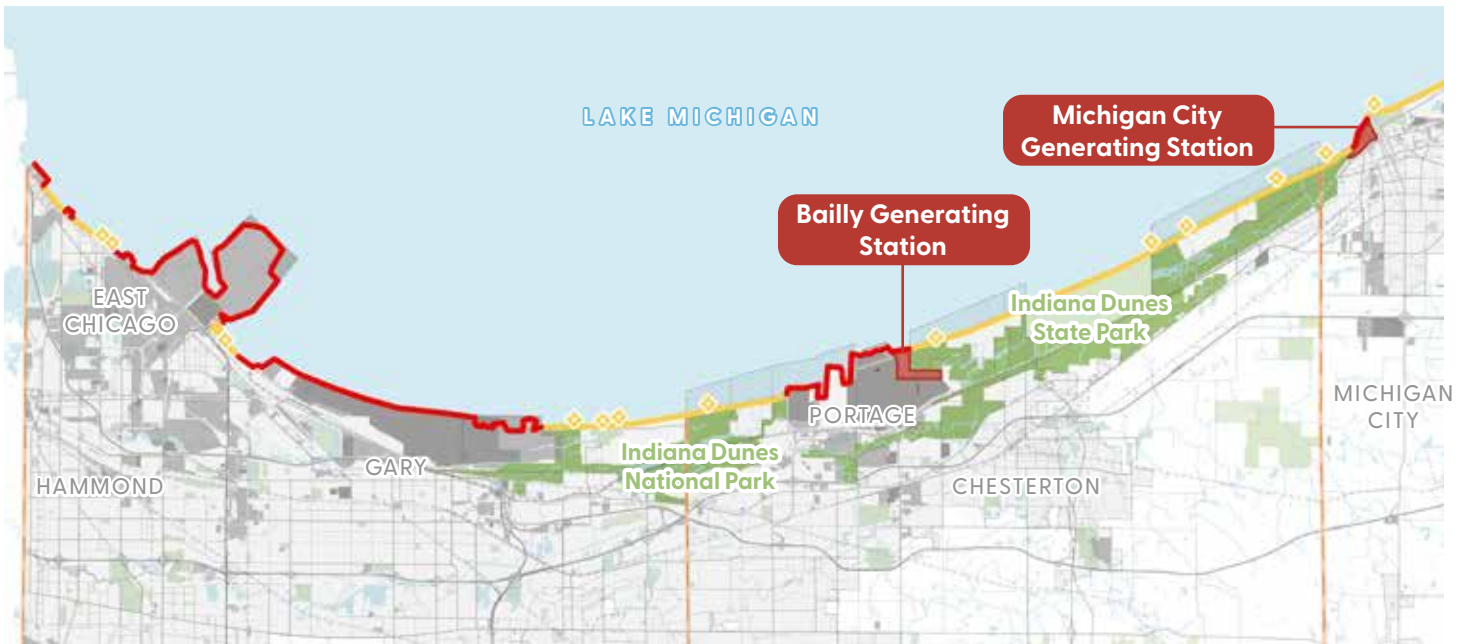 LAKE MICHIGAN
Michigan City
Generating Station
Bailly Generating
Station
EAST
CHICAGO
Indiana Dunes
State Park
MICHIGAN
CITY
PORTAGE
Indiana Dunes
National Park
GARY
HAMMOND
CHESTERTON